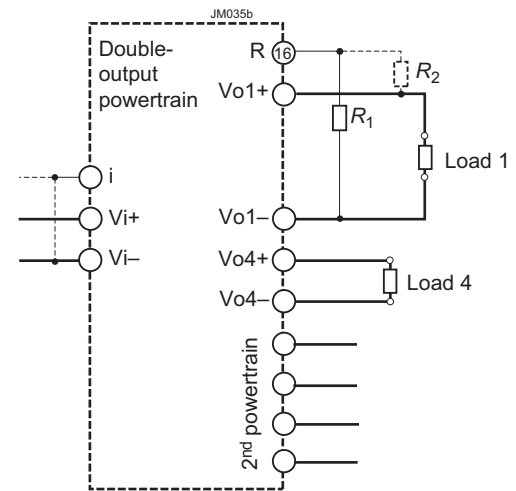 JM035b
Double-
output
powertrain
R 16
R2
Vo1+
R1
Load 1
i
Vi+
Vo1–
Vi–
Vo4+
Load 4
Vo4–
2nd powertrain